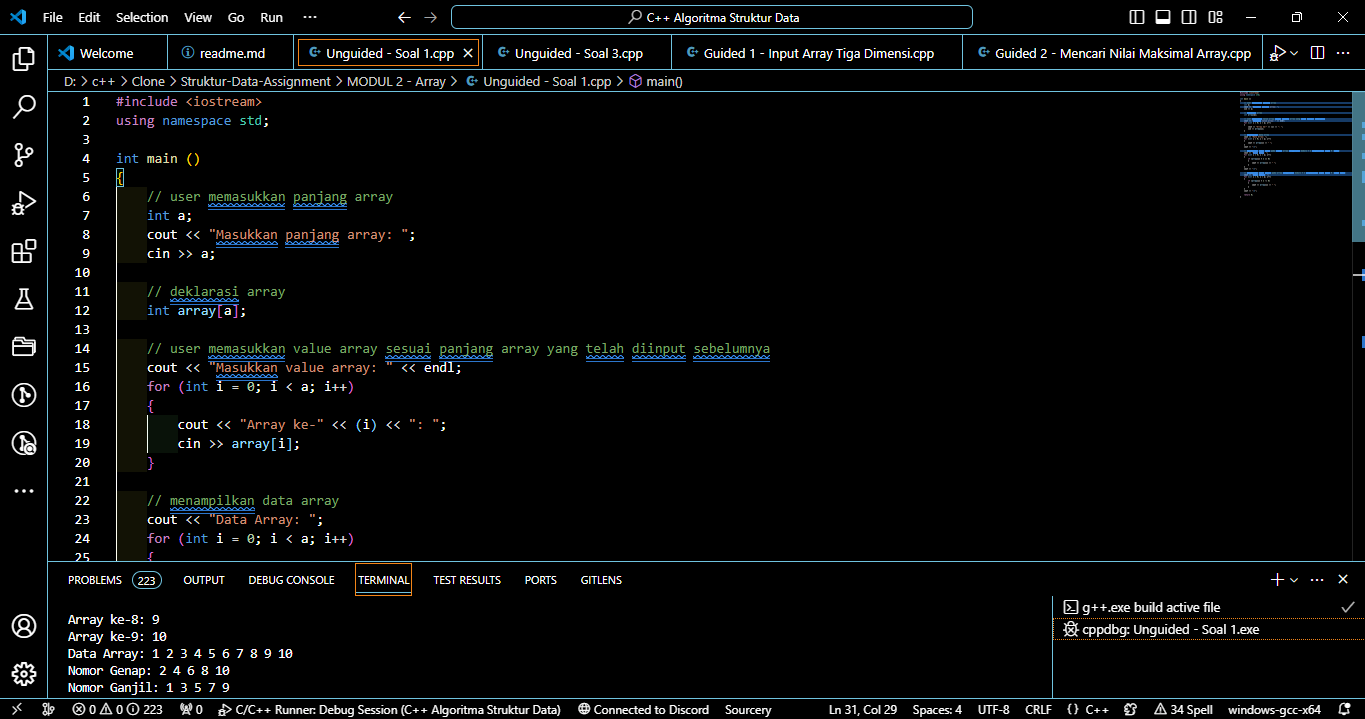 File Edit Selection View Go Run ··· C++ Algoritma Struktur Data
Welcome readme.md Unguided - Soal 1.cpp Unguided - Soal 3.cpp Guided 1 - Input Array Tiga Dimensi.cpp Guided 2 - Mencari Nilai Maksimal Array.cpp
D: > c++ > Clone > Struktur-Data-Assignment > MODUL 2 - Array > Unguided - Soal 1.cpp > main()
1 #include <iostream>
2 using namespace std;
3
4 int main ()
5 {
6 // user memasukkan panjang array
7 int a;
8 cout << "Masukkan panjang array: ";
9 cin >> a;
10
11 // deklarasi array
12 int array[a];
13
14 // user memasukkan value array sesuai panjang array yang telah diinput sebelumnya
15 cout << "Masukkan value array: " << endl;
16 for (int i = 0; i < a; i++)
17 {
18 cout << "Array ke-" << (i) << ": ";
19 cin >> array[i];
20 }
21
22 // menampilkan data array
23 cout << "Data Array: ";
24 for (int i = 0; i < a; i++)
25 {
PROBLEMS 223 OUTPUT DEBUG CONSOLE TERMINAL TEST RESULTS PORTS GITLENS
Array ke-8: 9
Array ke-9: 10
Data Array: 1 2 3 4 5 6 7 8 9 10
Nomor Genap: 2 4 6 8 10
Nomor Ganjil: 1 3 5 7 9
g++.exe build active file
cppdbg: Unguided - Soal 1.exe
0 0 223 0 C/C++ Runner: Debug Session (C++ Algoritma Struktur Data) Connected to Discord Sourcery Ln 31, Col 29 Spaces: 4 UTF-8 CRLF {} C++ 34 Spell windows-gcc-x64